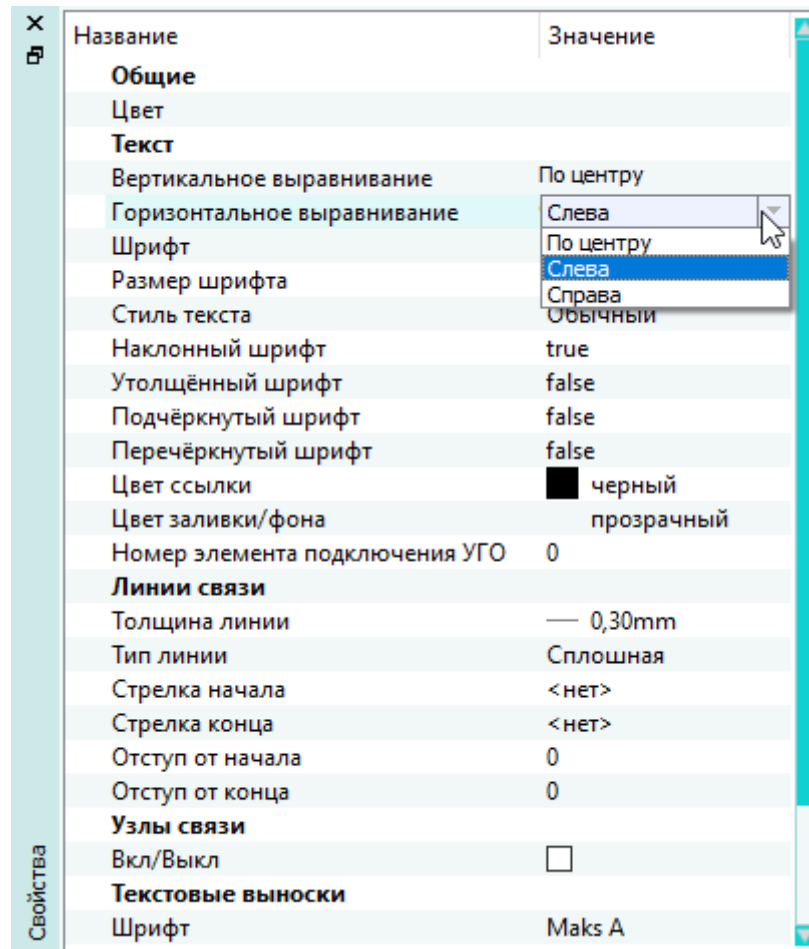 Название Значение
Общие
Цвет
Текст
Вертикальное выравнивание По центру
Горизонтальное выравнивание Слева
Шрифт По центру
Слева
Размер шрифта Справа
Стиль текста Обычный
Наклонный шрифт true
Утолщённый шрифт false
Подчёркнутый шрифт false
Перечёркнутый шрифт false
Цвет ссылки черный
Цвет заливки/фона прозрачный
Номер элемента подключения УГО 0
Линии связи
Толщина линии 0,30mm
Тип линии Сплошная
Стрелка начала <нет>
Стрелка конца <нет>
Отступ от начала 0
Отступ от конца 0
Узлы связи
Вкл/Выкл
Текстовые выноски
Шрифт Maks A
Свойства